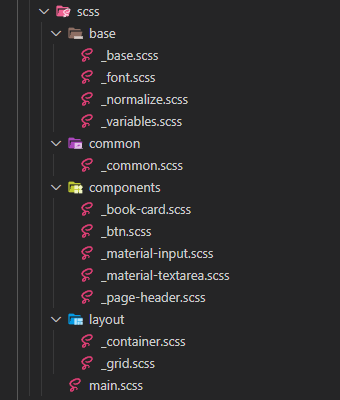 scss
base
_base.scss
_font.scss
_normalize.scss
_variables.scss
common
_common.scss
components
_book-card.scss
_btn.scss
_material-input.scss
_material-textarea.scss
_page-header.scss
layout
_container.scss
_grid.scss
main.scss